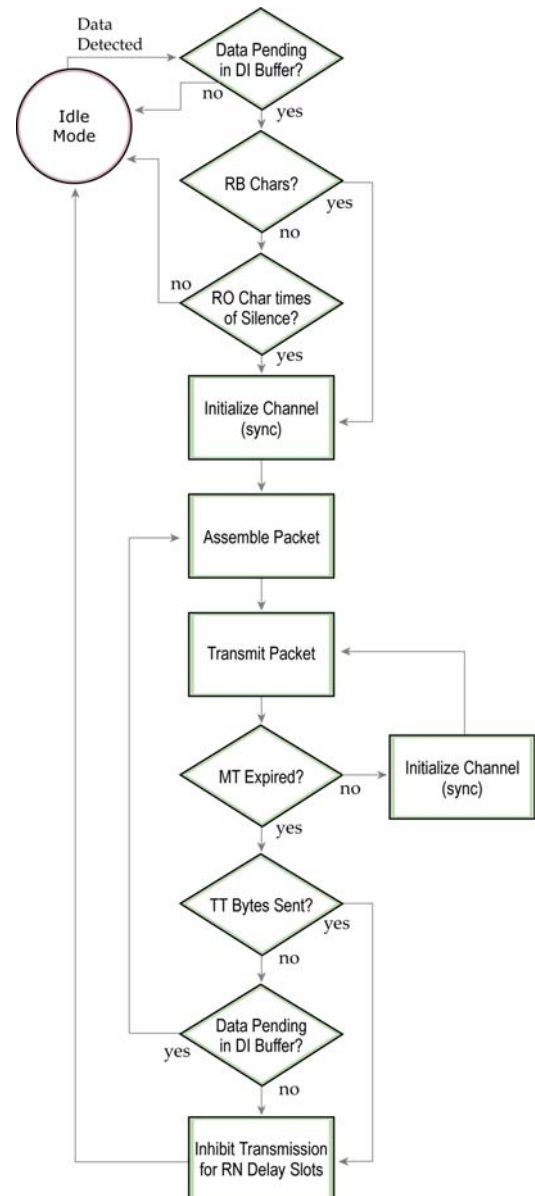 Data
Detected
Data Pending
in DI Buffer?
no
yes
Idle
Mode
RB Chars?
yes
no
no
RO Char times
of Silence?
yes
Initialize Channel
(sync)
Assemble Packet
Transmit Packet
MT Expired?
no
Initialize Channel
(sync)
yes
TT Bytes Sent?
yes
no
Data Pending
in DI Buffer?
yes
no
Inhibit Transmission
for RN Delay Slots